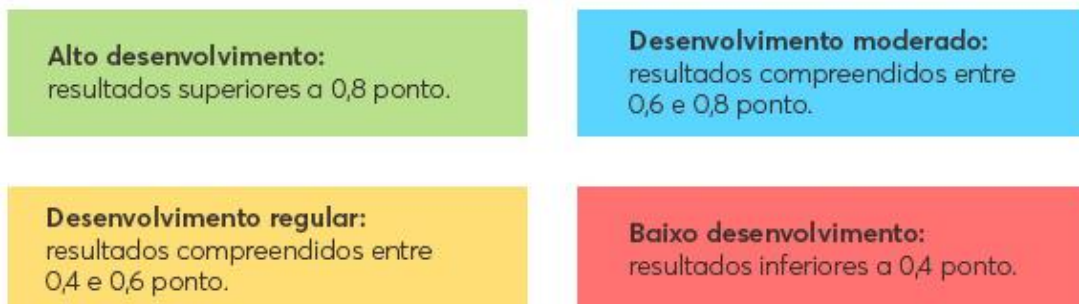 Alto desenvolvimento:
resultados superiores a 0,8 ponto.
Desenvolvimento moderado:
resultados compreendidos entre
0,6 e 0,8 ponto.
Desenvolvimento regular:
resultados compreendidos entre
0,4 e 0,6 ponto.
Baixo desenvolvimento:
resultados inferiores a 0,4 ponto.